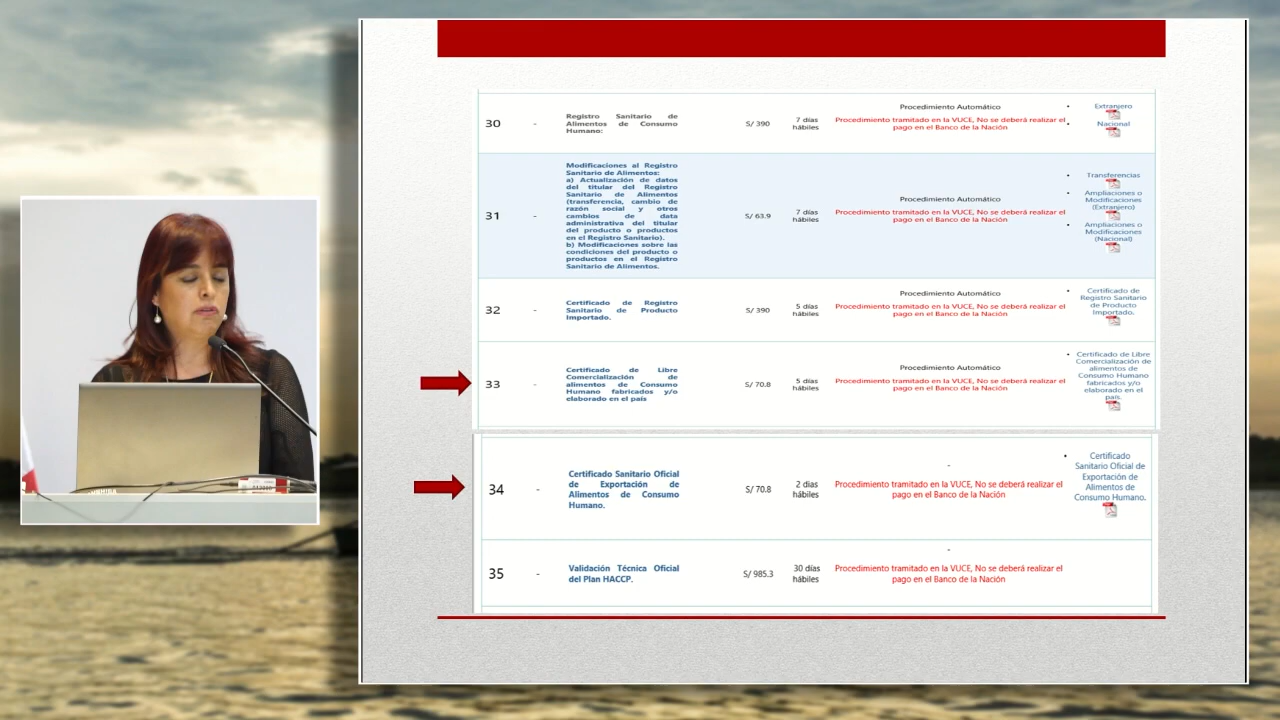 30
-
Registro Sanitario de
Alimentos de Consumo
Humano:
S/ 390
7 días
hábiles
Procedimiento Automático
Procedimiento tramitado en la VUCE, No se deberá realizar el
pago en el Banco de la Nación
• Extranjero
• Nacional
31
-
Modificaciones al Registro
Sanitario de Alimentos:
a) Actualización de datos
del titular del Registro
Sanitario de Alimentos
(transferencia, cambio de
razón social y otros
cambios de data
administrativa del titular
del producto o productos
en el Registro Sanitario).
b) Modificaciones sobre las
condiciones del producto o
productos en el Registro
Sanitario de Alimentos.
S/ 63.9
7 días
hábiles
Procedimiento Automático
Procedimiento tramitado en la VUCE, No se deberá realizar el
pago en el Banco de la Nación
• Transferencias
• Ampliaciones o
Modificaciones
(Extranjero)
• Ampliaciones o
Modificaciones
(Nacional)
32
-
Certificado de Registro
Sanitario de Producto
Importado.
S/ 390
5 días
hábiles
Procedimiento Automático
Procedimiento tramitado en la VUCE, No se deberá realizar el
pago en el Banco de la Nación
• Certificado de
Registro Sanitario
de Producto
Importado.
33
-
Certificado de Libre
Comercialización de
alimentos de Consumo
Humano fabricados y/o
elaborado en el país
S/ 70.8
5 días
hábiles
Procedimiento Automático
Procedimiento tramitado en la VUCE, No se deberá realizar el
pago en el Banco de la Nación
• Certificado de Libre
Comercialización de
alimentos de
Consumo Humano
fabricados y/o
elaborado en el
país.
34
-
Certificado Sanitario Oficial
de Exportación de
Alimentos de Consumo
Humano.
S/ 70.8
2 días
hábiles
-
Procedimiento tramitado en la VUCE, No se deberá realizar el
pago en el Banco de la Nación
• Certificado
Sanitario Oficial de
Exportación de
Alimentos de
Consumo Humano.
35
-
Validación Técnica Oficial
del Plan HACCP.
S/ 985.3
30 días
hábiles
-
Procedimiento tramitado en la VUCE, No se deberá realizar el
pago en el Banco de la Nación